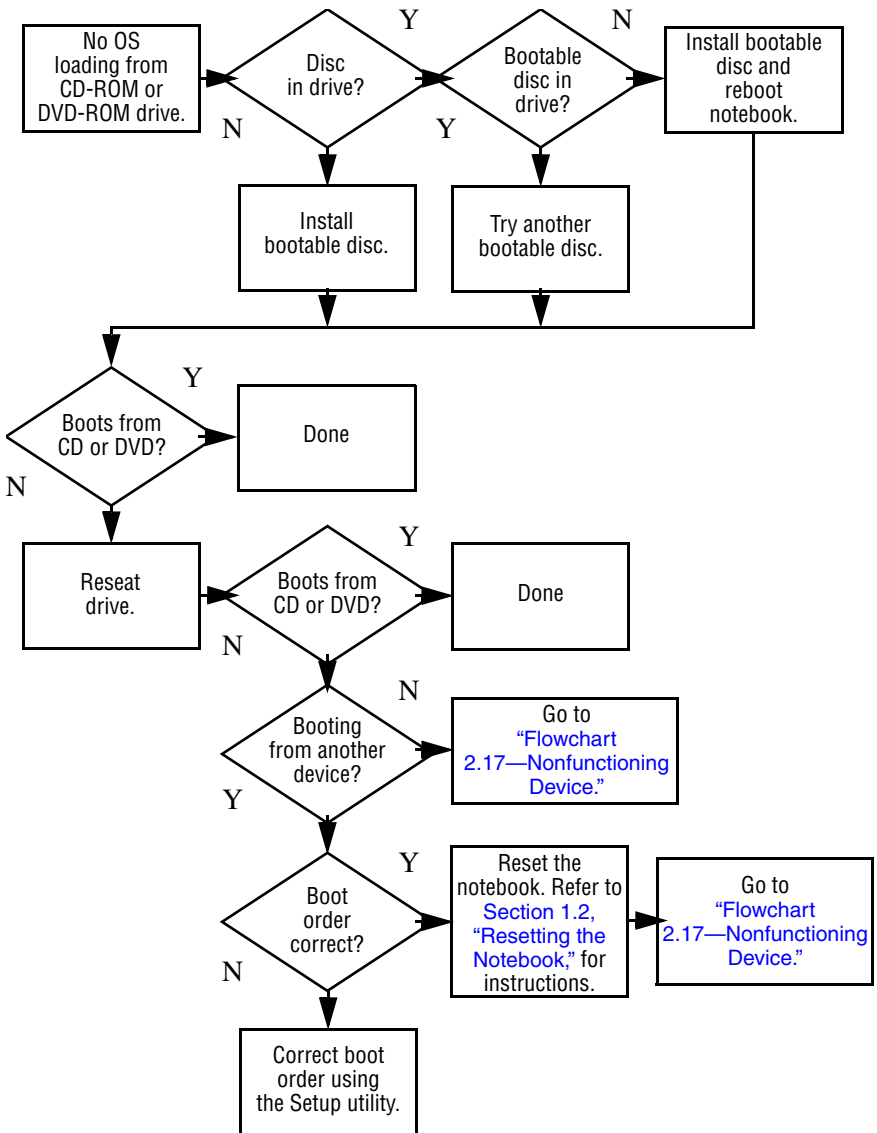 No OS
loading from
CD-ROM or
DVD-ROM drive.
Disc
in drive?
Y
N
Bootable
disc in
drive?
N
Y
Install bootable
disc and
reboot
notebook.
Install
bootable disc.
Try another
bootable disc.
Boots from
CD or DVD?
Y
N
Done
Reseat
drive.
Boots from
CD or DVD?
Y
N
Done
Booting
from another
device?
N
Y
Go to
“Flowchart
2.17—Nonfunctioning
Device.”
Boot
order
correct?
Y
N
Reset the
notebook. Refer to
Section 1.2,
“Resetting the
Notebook,” for
instructions.
Go to
“Flowchart
2.17—Nonfunctioning
Device.”
Correct boot
order using
the Setup utility.